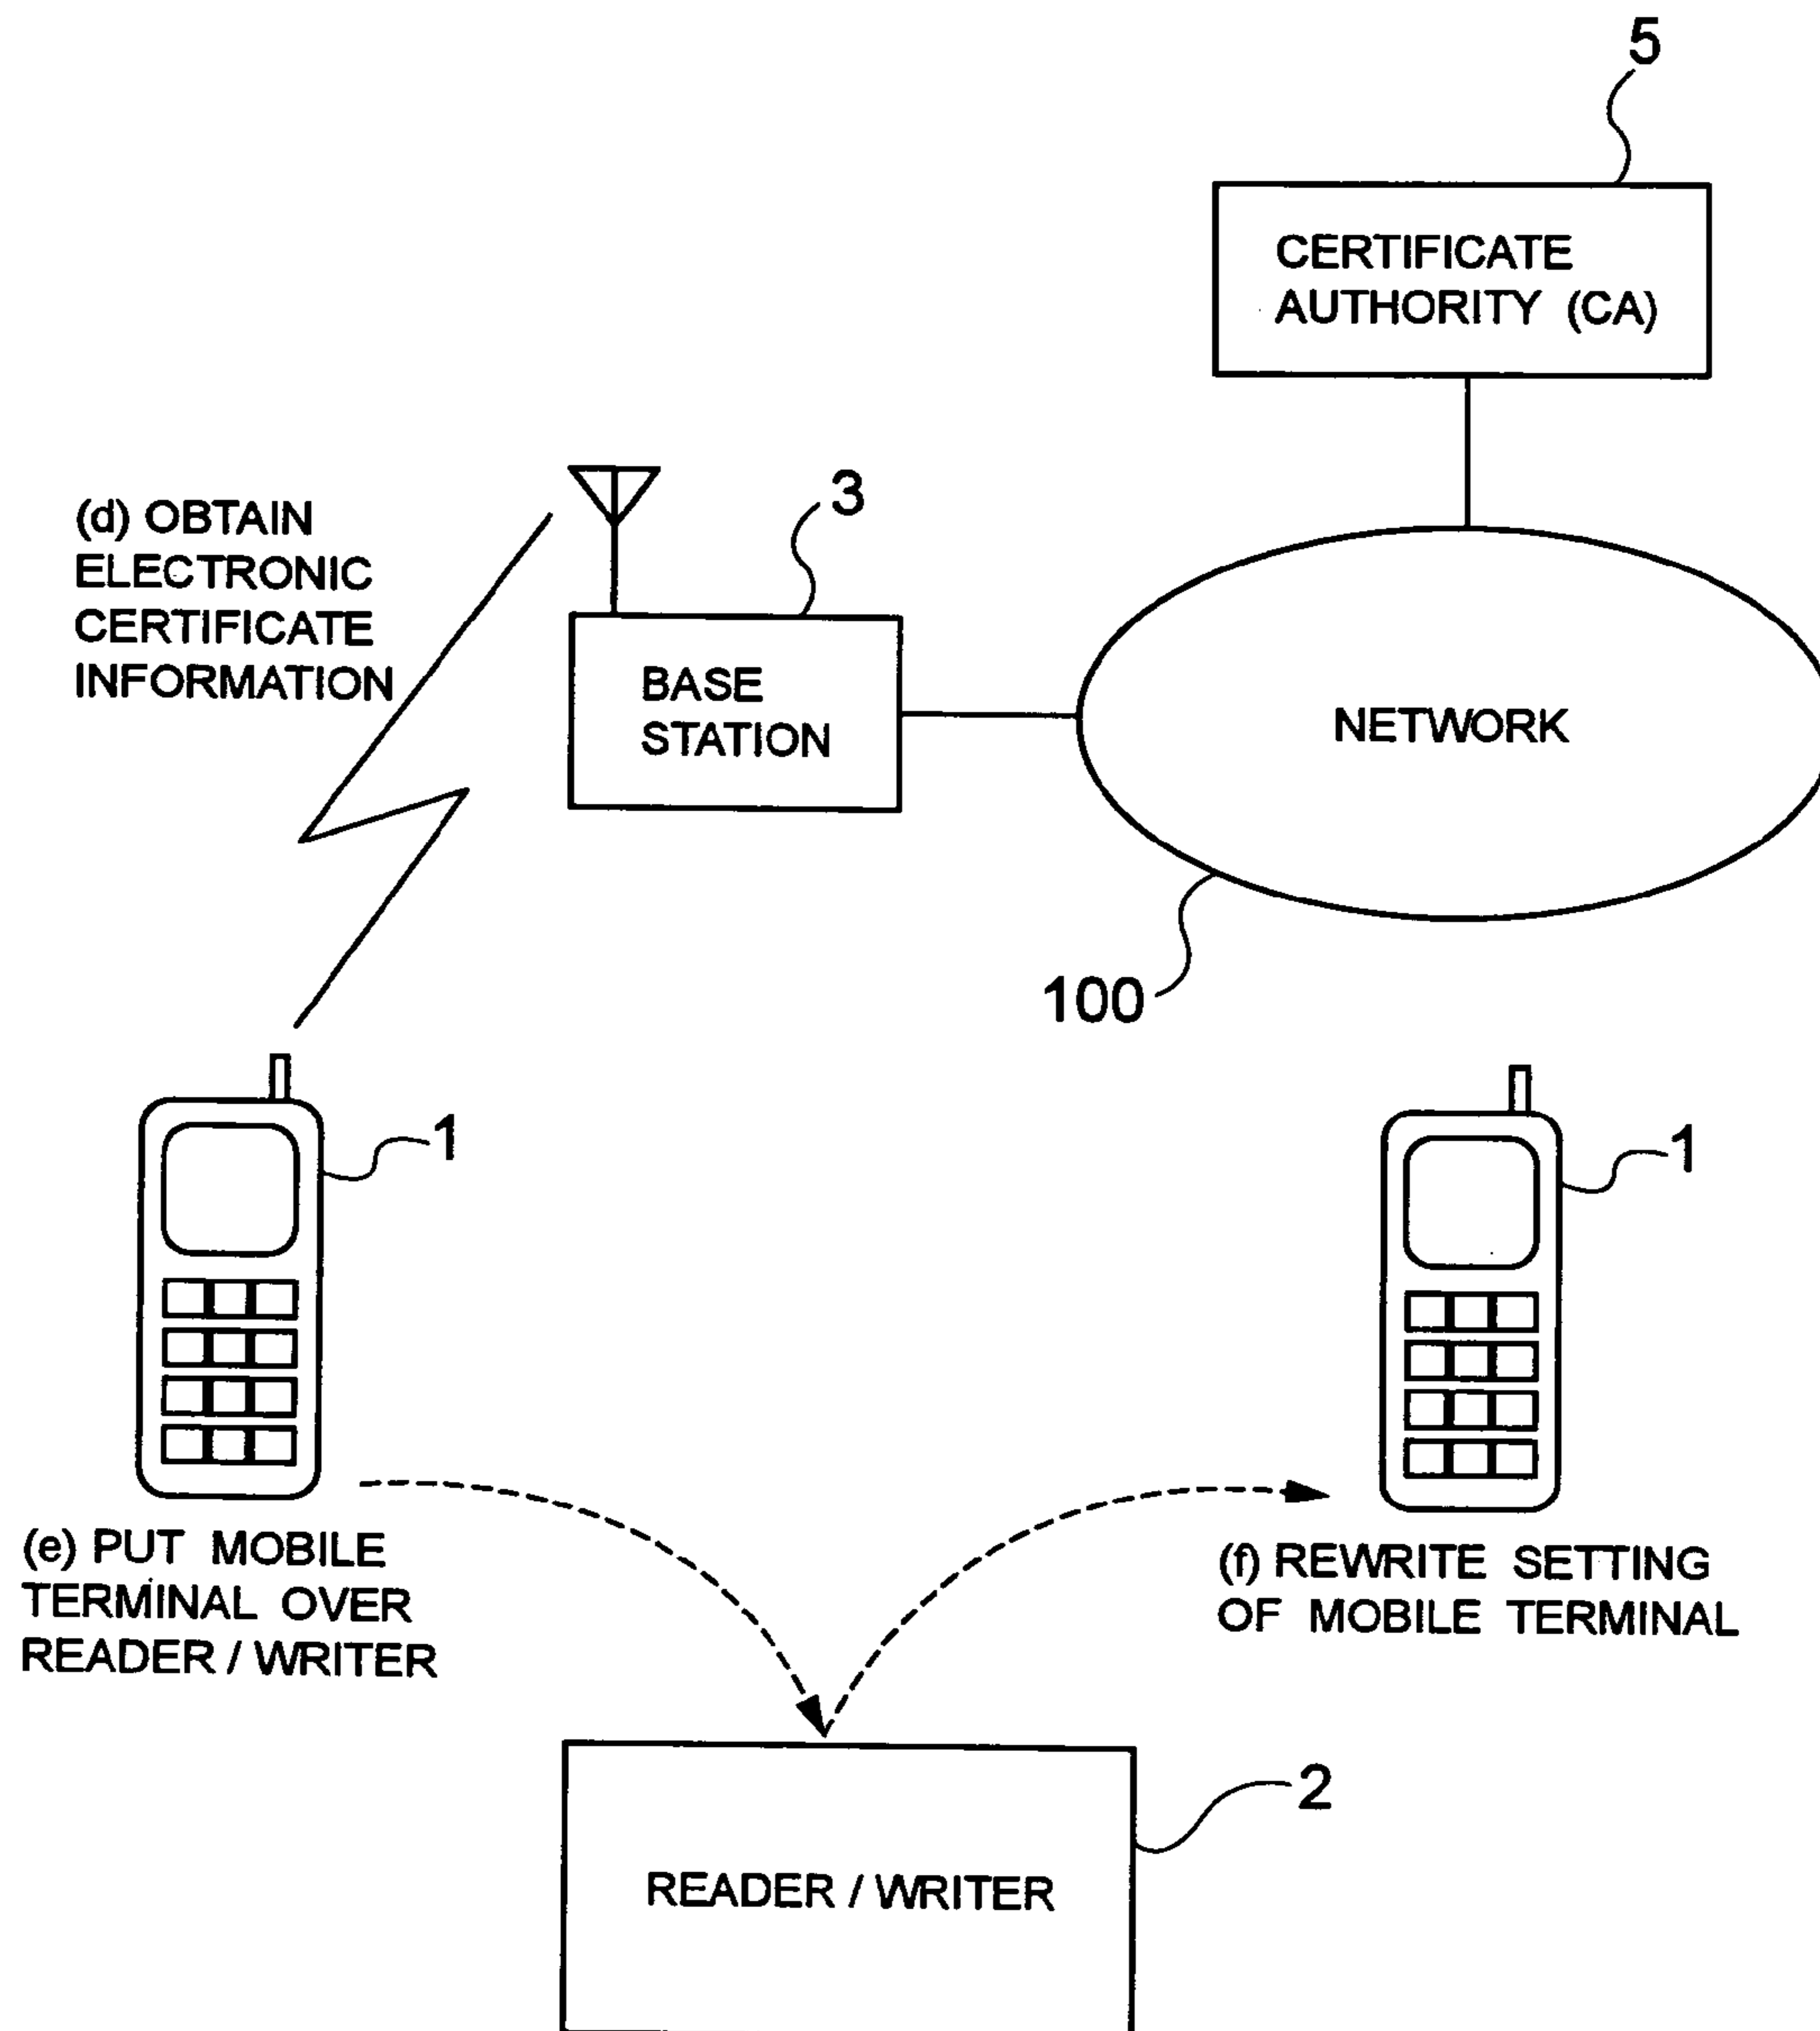 5
CERTIFICATE
AUTHORITY (CA)
3
(d) OBTAIN
ELECTRONIC
CERTIFICATE
INFORMATION
BASE
STATION
NETWORK
100
1
1
(e) PUT MOBILE
TERMINAL OVER
READER / WRITER
(f) REWRITE SETTING
OF MOBILE TERMINAL
2
READER / WRITER